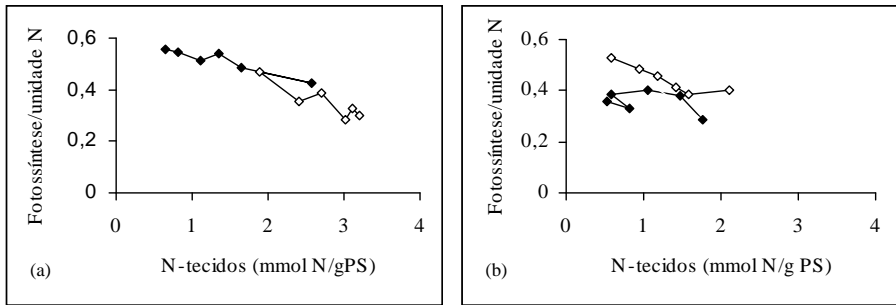 Fotossíntese/unidade N
0,6
0,4
0,2
0
0 1 2 3 4
N-tecidos (mmol N/gPS)
(a)
Fotossíntese/unidade N
0,6
0,4
0,2
0
0 1 2 3 4
N-tecidos (mmol N/g PS)
(b)